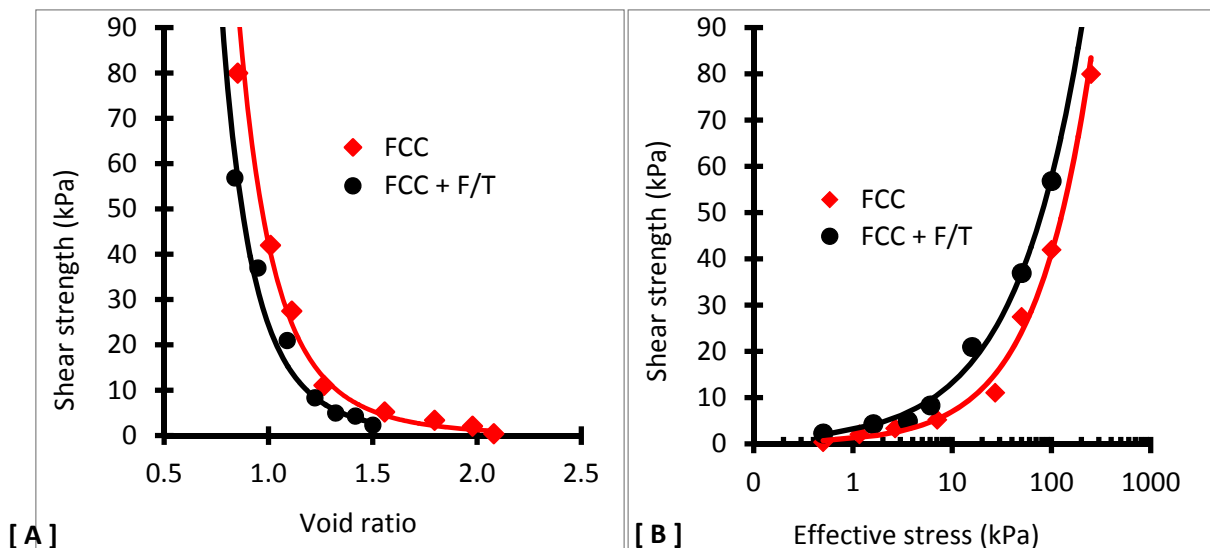 90
80
70
60
50
40
30
20
10
0
Shear strength (kPa)
FCC
FCC + F/T
0.5 1.0 1.5 2.0 2.5
Void ratio
[ A ]
90
80
70
60
50
40
30
20
10
0
Shear strength (kPa)
FCC
FCC + F/T
0 1 10 100 1000
Effective stress (kPa)
[ B ]